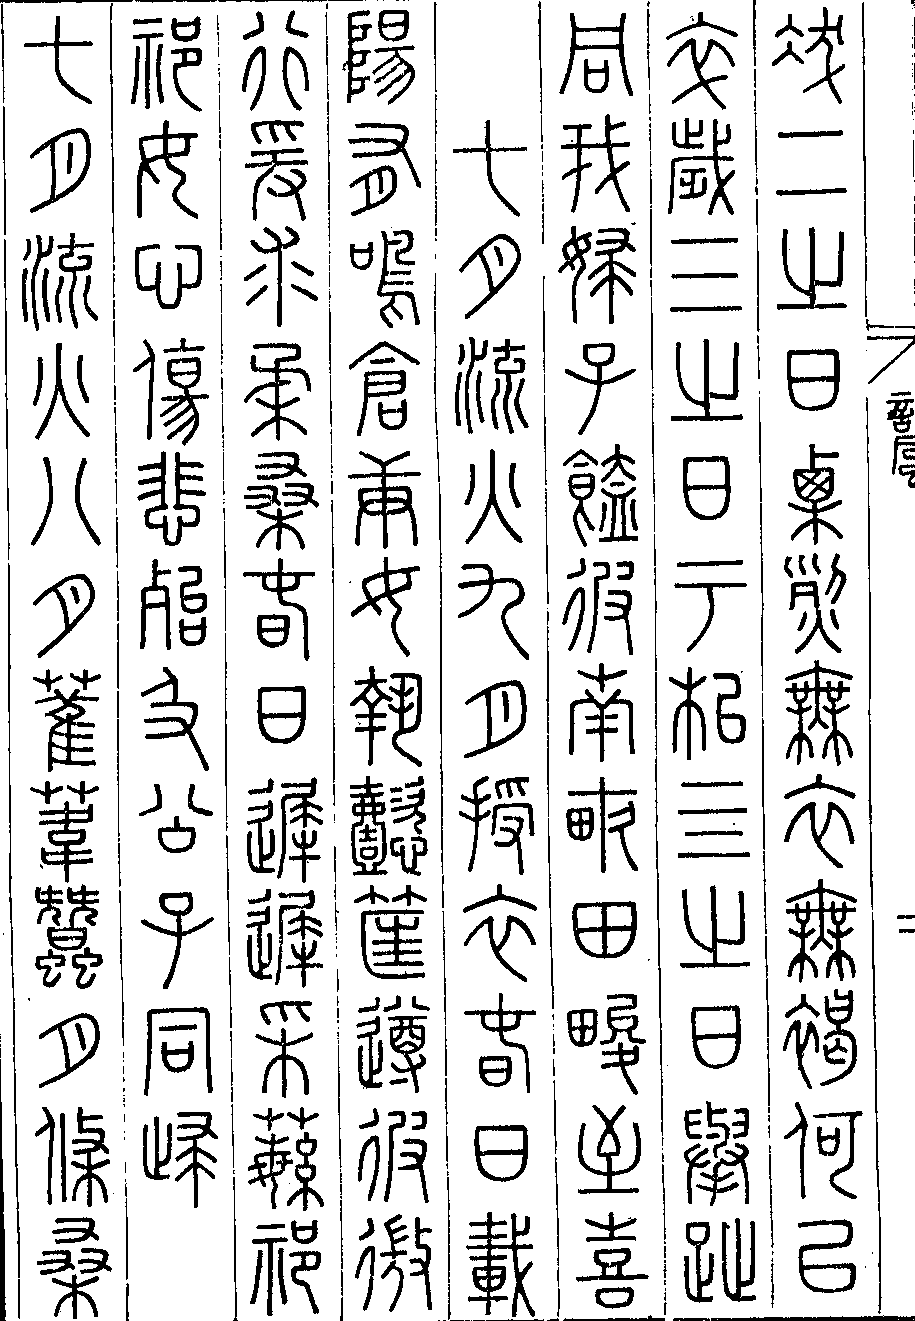 冹二之日㮚烈無衣無褐何㠯
卒歲三之日于耜亖之日舉趾
同我婦子饁彼南畝田畯至喜
七月流火九月授衣春日載
陽有鳴倉庚女執懿筐遵彼微
行爰求柔桑春日遲遲采蘩祁
祁女心傷悲殆及公子同歸
七月流火八月萑葦蠶月條桑